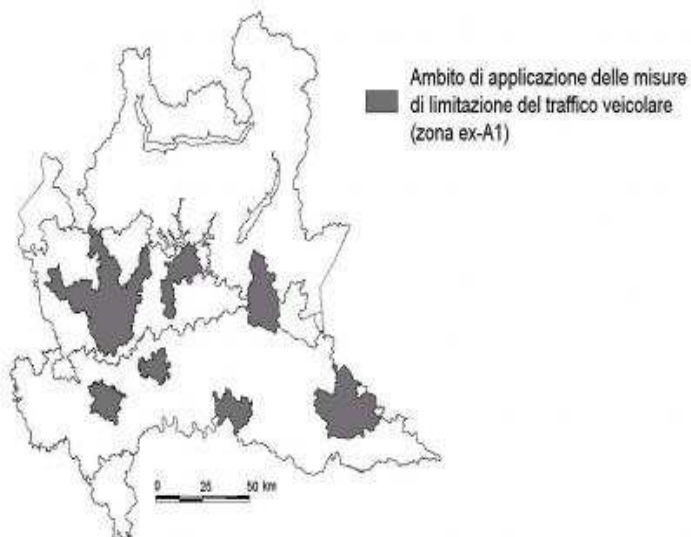 Ambito di applicazione delle misure
di limitazione del traffico veicolare
(zona ex-A1)
0 25 50 km